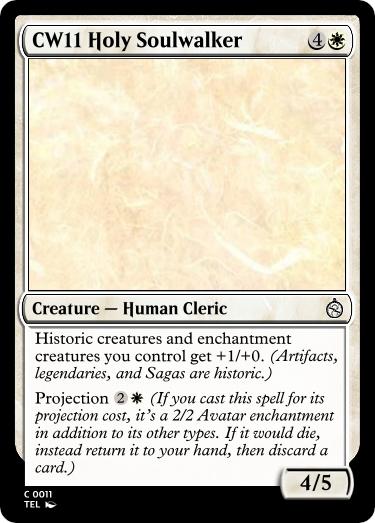 CW11 Holy Soulwalker 4
Creature — Human Cleric
Historic creatures and enchantment
creatures you control get +1/+0. (Artifacts,
legendaries, and Sagas are historic.)
Projection 2 (If you cast this spell for its
projection cost, it's a 2/2 Avatar enchantment
in addition to its other types. If it would die,
instead return it to your hand, then discard a
card.)
4/5
C 0011
TEL